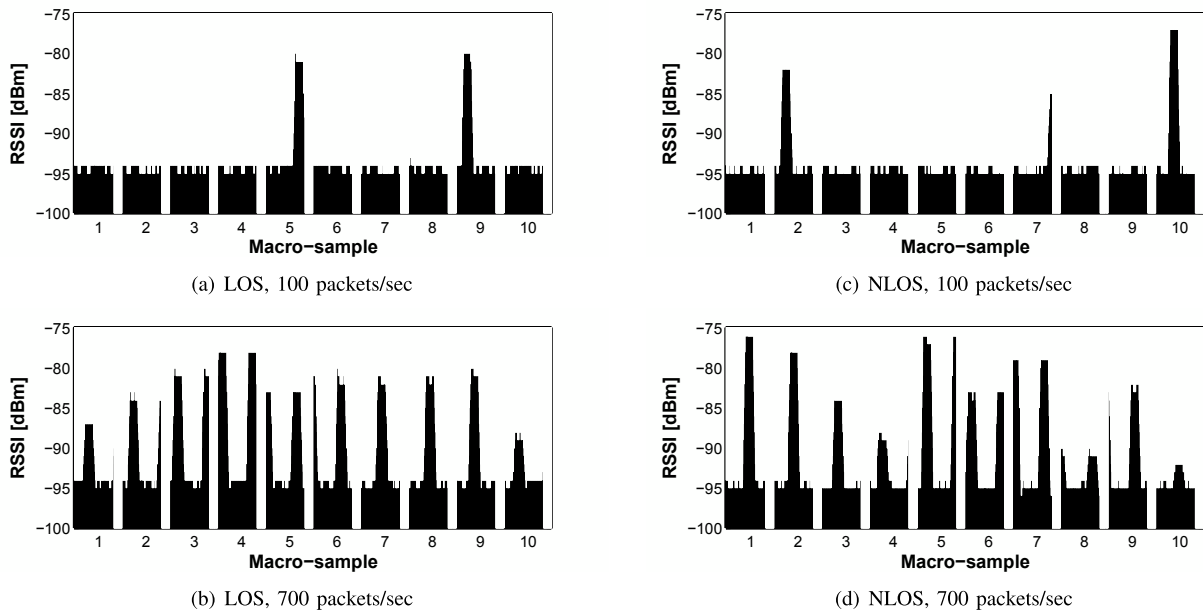 −75
−80
−85
−90
−95
−100
RSSI [dBm]
1 2 3 4 5 6 7 8 9 10
Macro−sample
(a) LOS, 100 packets/sec
−75
−80
−85
−90
−95
−100
RSSI [dBm]
1 2 3 4 5 6 7 8 9 10
Macro−sample
(c) NLOS, 100 packets/sec
−75
−80
−85
−90
−95
−100
RSSI [dBm]
1 2 3 4 5 6 7 8 9 10
Macro−sample
(b) LOS, 700 packets/sec
−75
−80
−85
−90
−95
−100
RSSI [dBm]
1 2 3 4 5 6 7 8 9 10
Macro−sample
(d) NLOS, 700 packets/sec